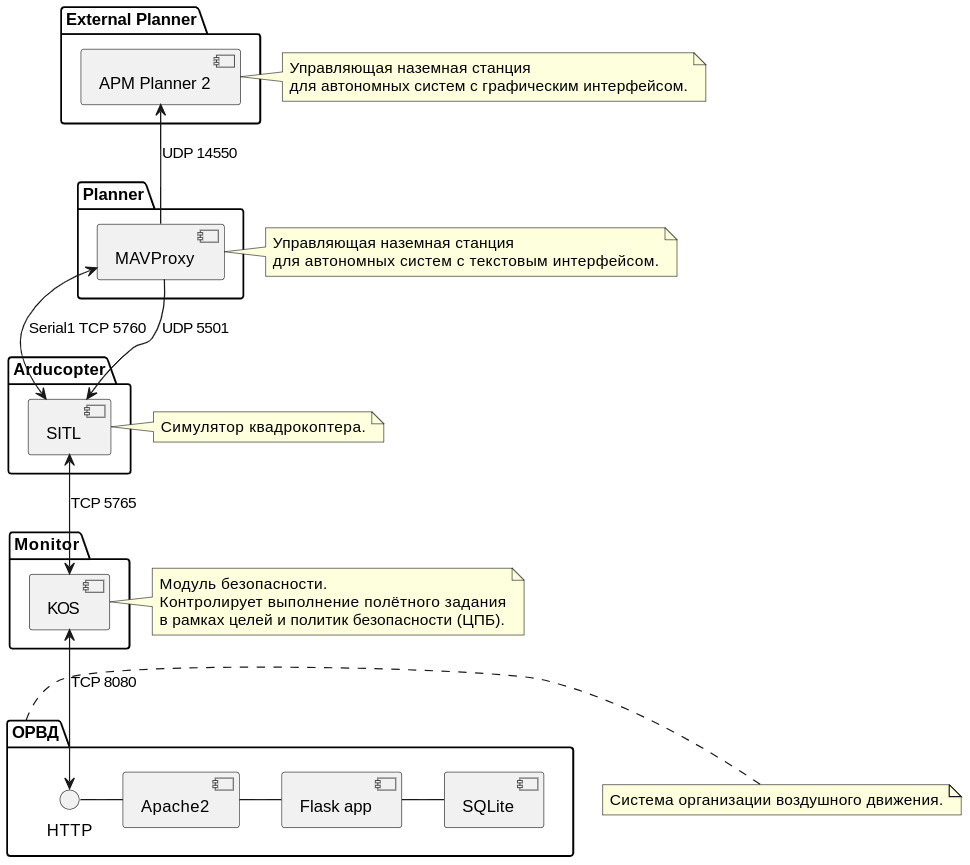 External Planner
APM Planner 2
Управляющая наземная станция
для автономных систем с графическим интерфейсом.
UDP 14550
Planner
MAVProxy
Управляющая наземная станция
для автономных систем с текстовым интерфейсом.
Serial1 TCP 5760
UDP 5501
Arducopter
SITL
Симулятор квадрокоптера.
TCP 5765
Monitor
KOS
Модуль безопасности.
Контролирует выполнение полётного задания
в рамках целей и политик безопасности (ЦПБ).
TCP 8080
ОРВД
HTTP
Apache2
Flask app
SQLite
Система организации воздушного движения.